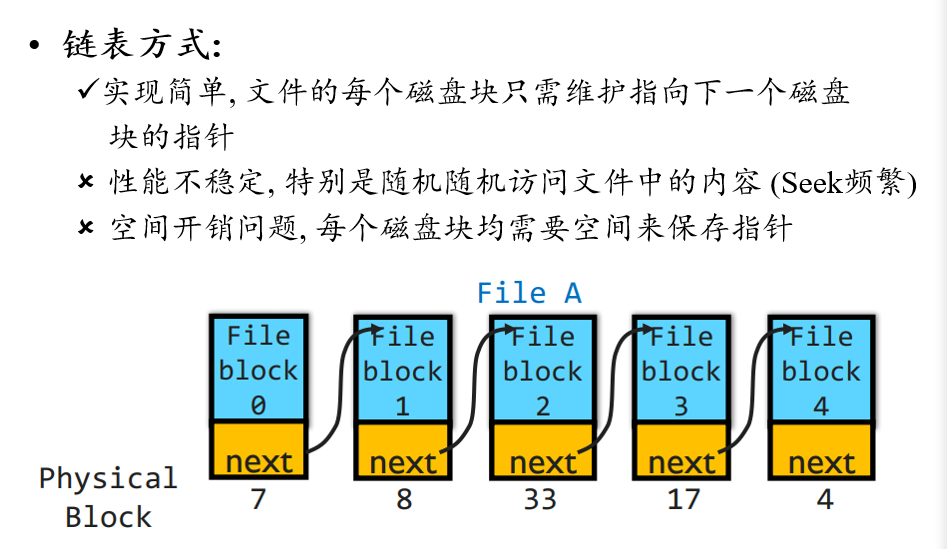 • 链表方式:
✓实现简单, 文件的每个磁盘块只需维护指向下一个磁盘
块的指针
× 性能不稳定, 特别是随机随机访问文件中的内容 (Seek频繁)
× 空间开销问题, 每个磁盘块均需要空间来保存指针
File A
File block 0
File block 1
File block 2
File block 3
File block 4
next next next next next
Physical Block
7 8 33 17 4